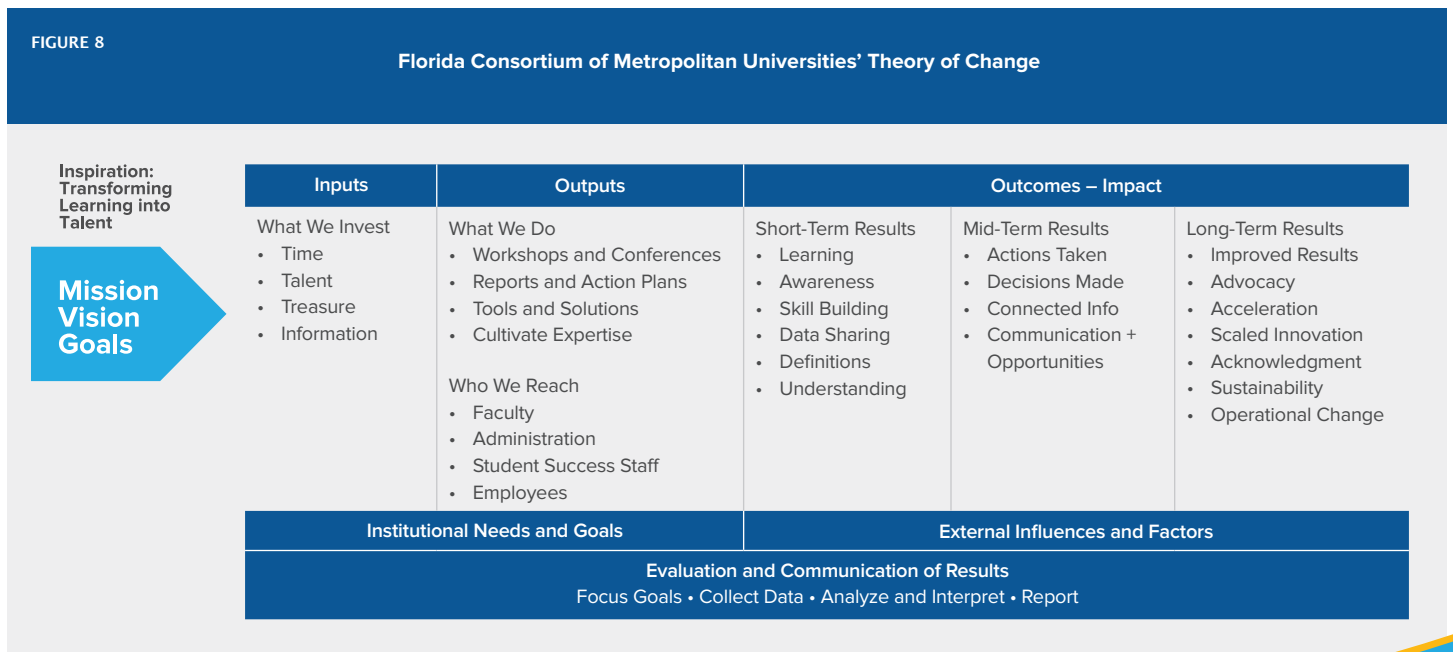 FIGURE 8
Florida Consortium of Metropolitan Universities’ Theory of Change
Inspiration:
Transforming
Learning into
Talent
Mission
Vision
Goals
Inputs
What We Invest
• Time
• Talent
• Treasure
• Information
Outputs
What We Do
• Workshops and Conferences
• Reports and Action Plans
• Tools and Solutions
• Cultivate Expertise
Who We Reach
• Faculty
• Administration
• Student Success Staff
• Employees
Outcomes – Impact
Short-Term Results
• Learning
• Awareness
• Skill Building
• Data Sharing
• Definitions
• Understanding
Mid-Term Results
• Actions Taken
• Decisions Made
• Connected Info
• Communication +
Opportunities
Long-Term Results
• Improved Results
• Advocacy
• Acceleration
• Scaled Innovation
• Acknowledgment
• Sustainability
• Operational Change
Institutional Needs and Goals
External Influences and Factors
Evaluation and Communication of Results
Focus Goals • Collect Data • Analyze and Interpret • Report